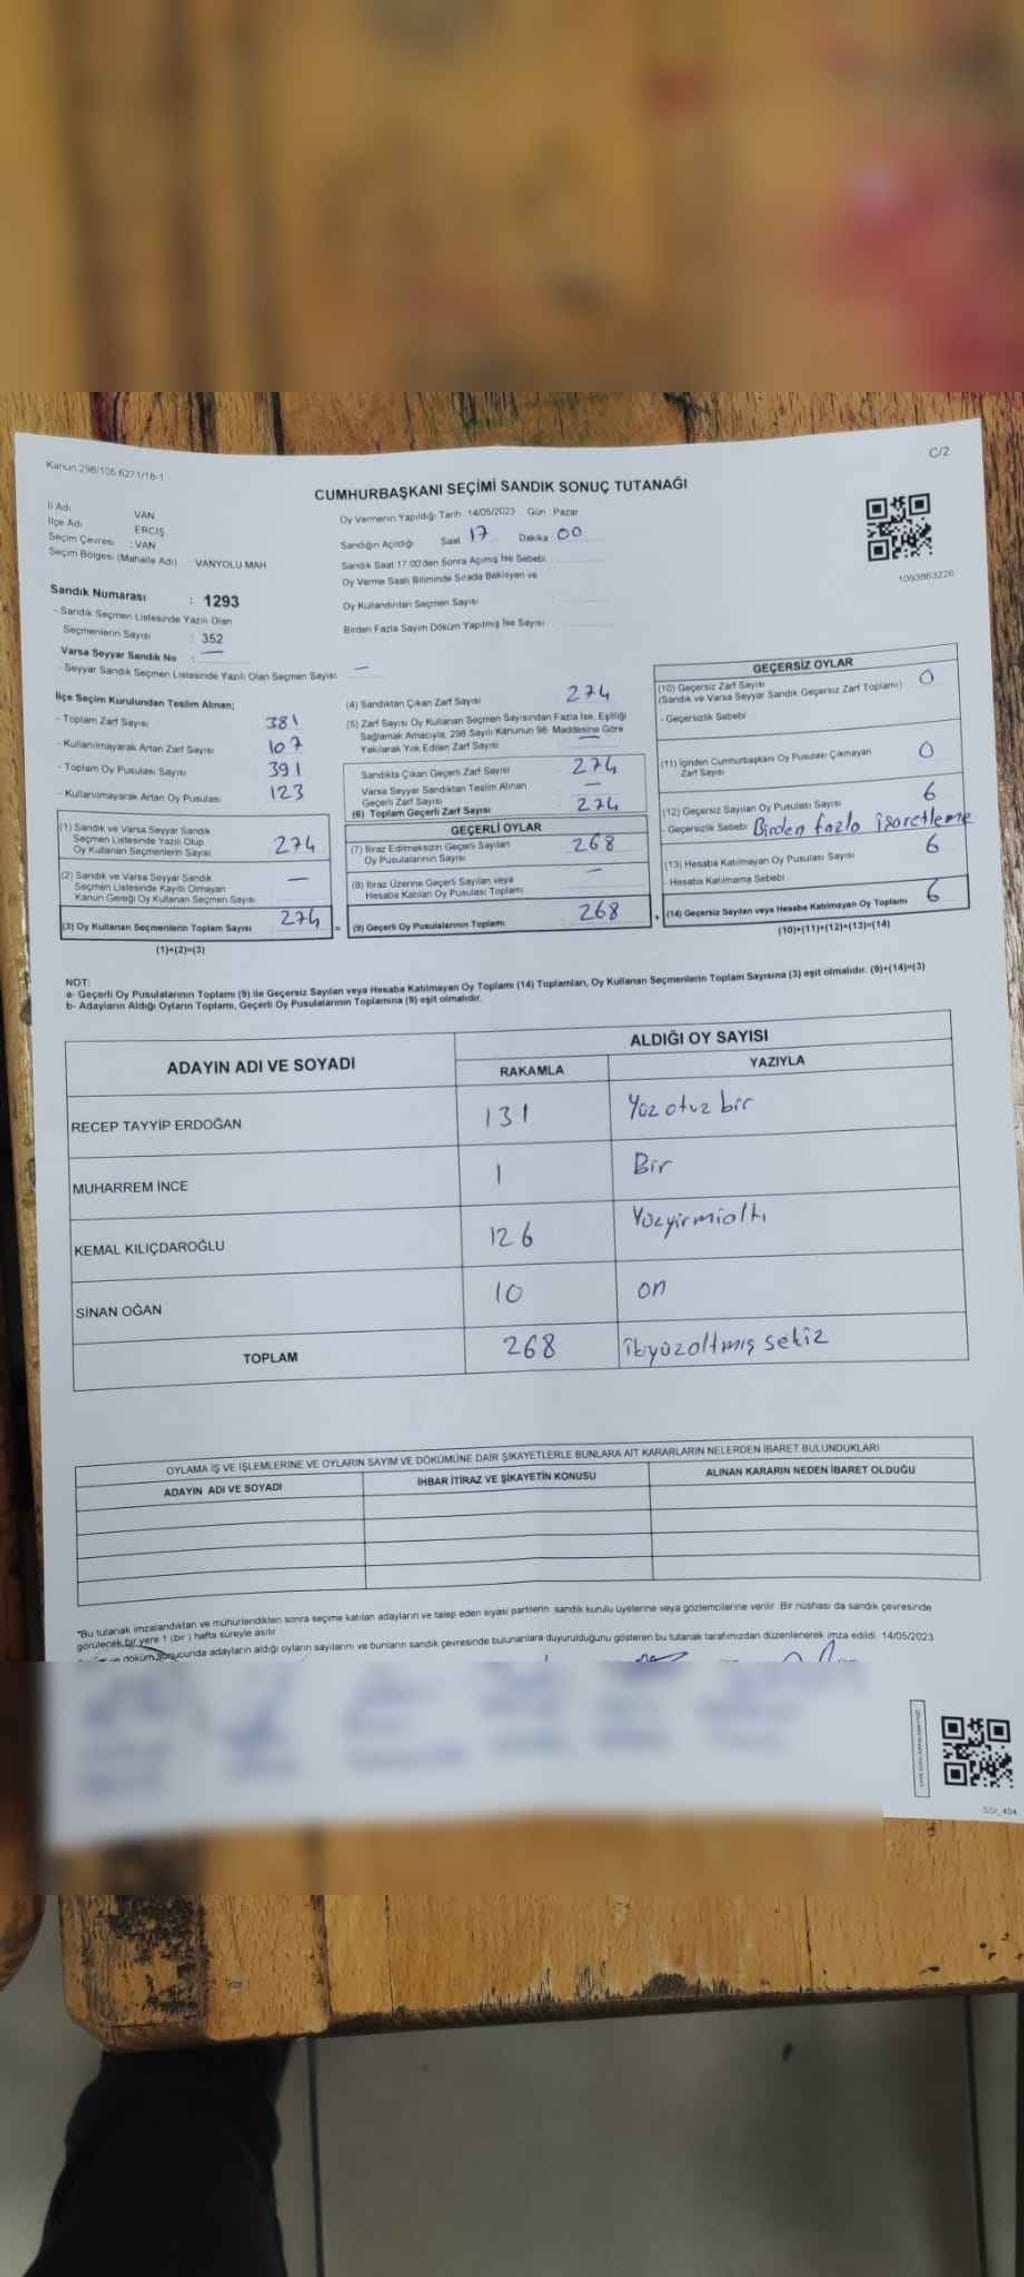 Kanun 298/105 6271/18-1
C/2
CUMHURBAŞKANI SEÇİMİ SANDIK SONUÇ TUTANAĞI
İl Adı VAN
İlçe Adı ERCİŞ
Seçim Çevresi : VAN
Seçim Bölgesi (Mahalle Adı) VANYOLU MAH
Sandık Numarası : 1293
- Sandık Seçmen Listesinde Yazılı Olan
Seçmenlerin Sayısı : 352
Varsa Seyyar Sandık No : —
- Seyyar Sandık Seçmen Listesinde Yazılı Olan Seçmen Sayısı : —
Oy Vermenin Yapıldığı Tarih 14/05/2023 Gün : Pazar
Sandığın Açıldığı Saat 17 Dakika 00
Sandık Saat 17 00'den Sonra Açılmış İse Sebebi
Oy Verme Saati Bitiminde Sırada Bekleyen ve
Oy Kullandırılan Seçmen Sayısı
Birden Fazla Sayım Döküm Yapılmış İse Sayısı
1093863226
İlçe Seçim Kurulundan Teslim Alınan;
- Toplam Zarf Sayısı 381
- Kullanılmayarak Artan Zarf Sayısı 107
- Toplam Oy Pusulası Sayısı 391
- Kullanılmayarak Artan Oy Pusulası 123
(1) Sandık ve Varsa Seyyar Sandık
Seçmen Listesinde Yazılı Olup
Oy Kullanan Seçmenlerin Sayısı 274
(2) Sandık ve Varsa Seyyar Sandık
Seçmen Listesinde Kayıtlı Olmayan
Kanun Gereği Oy Kullanan Seçmen Sayısı —
(3) Oy Kullanan Seçmenlerin Toplam Sayısı 274 =
(1)+(2)=(3)
(4) Sandıktan Çıkan Zarf Sayısı 274
(5) Zarf Sayısı Oy Kullanan Seçmen Sayısından Fazla İse, Eşitliği
Sağlamak Amacıyla, 298 Sayılı Kanunun 98. Maddesine Göre
Yakılarak Yok Edilen Zarf Sayısı —
Sandıkta Çıkan Geçerli Zarf Sayısı 274
Varsa Seyyar Sandıktan Teslim Alınan
Geçerli Zarf Sayısı —
(6) Toplam Geçerli Zarf Sayısı 274
GEÇERLİ OYLAR
(7) İtiraz Edilmeksizin Geçerli Sayılan
Oy Pusulalarının Sayısı 268
(8) İtiraz Üzerine Geçerli Sayılan veya
Hesaba Katılan Oy Pusulası Toplamı —
(9) Geçerli Oy Pusulalarının Toplamı 268 +
GEÇERSİZ OYLAR
(10) Geçersiz Zarf Sayısı 0
(Sandık ve Varsa Seyyar Sandık Geçersiz Zarf Toplamı)
- Geçersizlik Sebebi
(11) İçinden Cumhurbaşkanı Oy Pusulası Çıkmayan
Zarf Sayısı 0
(12) Geçersiz Sayılan Oy Pusulası Sayısı 6
- Geçersizlik Sebebi Birden fazla işaretleme
(13) Hesaba Katılmayan Oy Pusulası Sayısı 6
- Hesaba Katılmama Sebebi
(14) Geçersiz Sayılan veya Hesaba Katılmayan Oy Toplamı 6
(10)+(11)+(12)+(13)=(14)
NOT:
a- Geçerli Oy Pusulalarının Toplamı (9) ile Geçersiz Sayılan veya Hesaba Katılmayan Oy Toplamı (14) Toplamları, Oy Kullanan Seçmenlerin Toplam Sayısına (3) eşit olmalıdır. (9)+(14)=(3)
b- Adayların Aldığı Oyların Toplamı, Geçerli Oy Pusulalarının Toplamına (9) eşit olmalıdır.
ADAYIN ADI VE SOYADI
ALDIĞI OY SAYISI
RAKAMLA YAZIYLA
RECEP TAYYİP ERDOĞAN 131 Yüz otuz bir
MUHARREM İNCE 1 Bir
KEMAL KILIÇDAROĞLU 126 Yüzyirmialtı
SİNAN OĞAN 10 on
TOPLAM 268 ikiyüzaltmış sekiz
OYLAMA İŞ VE İŞLEMLERİNE VE OYLARIN SAYIM VE DÖKÜMÜNE DAİR ŞİKAYETLERLE BUNLARA AİT KARARLARIN NELERDEN İBARET BULUNDUKLARI
ADAYIN ADI VE SOYADI İHBAR İTİRAZ VE ŞİKAYETİN KONUSU ALINAN KARARIN NEDEN İBARET OLDUĞU
"Bu tutanak imzalandıktan ve mühürlendikten sonra seçime katılan adayların ve talep eden siyasi partilerin sandık kurulu üyelerine veya gözlemcilerine verilir. Bir nüshası da sandık çevresinde
görülecek bir yere 1 (bir) hafta süreyle asılır
döküm sonucunda adayların aldığı oyların sayılarını ve bunların sandık çevresinde bulunanlara duyurulduğunu gösteren bu tutanak tarafımızdan düzenlenerek imza edildi. 14/05/2023